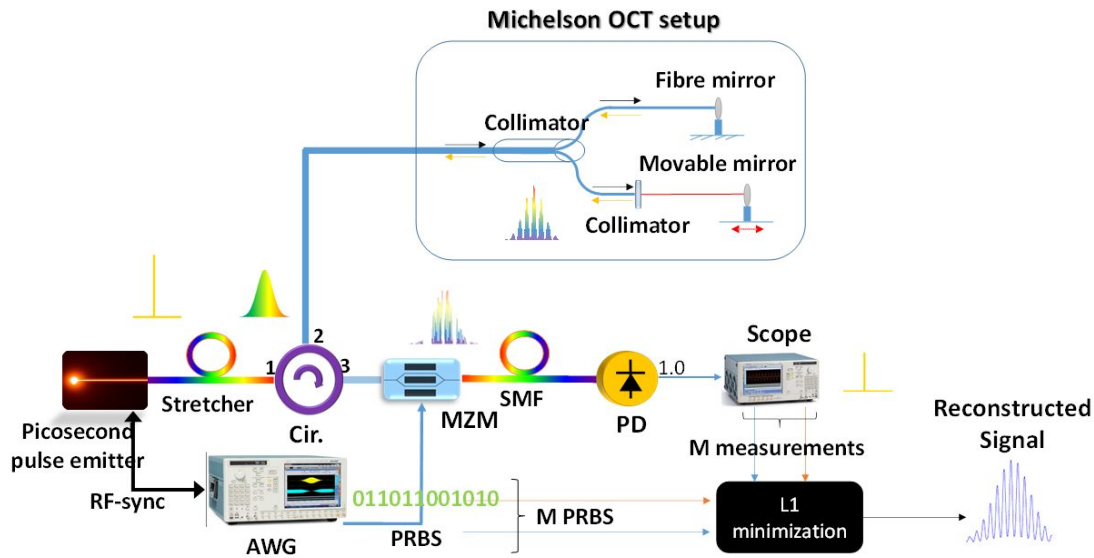 Michelson OCT setup
Fibre mirror
Collimator
Movable mirror
Collimator
2
1
3
Stretcher
Cir.
MZM
SMF
PD
1.0
Scope
Picosecond
pulse emitter
RF-sync
AWG
011011001010
PRBS
M PRBS
M measurements
L1
minimization
Reconstructed
Signal